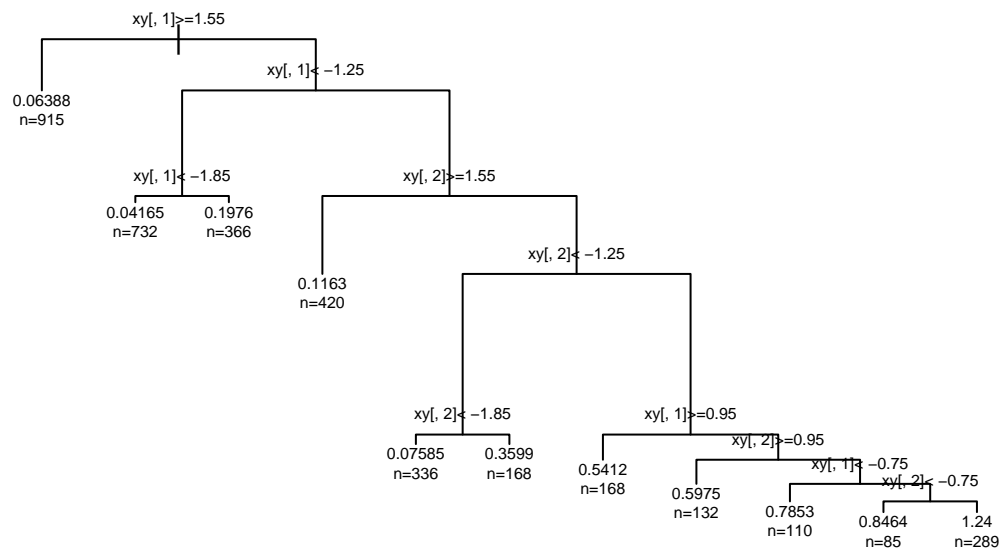 xy[, 1]>=1.55
xy[, 1]< −1.25
0.06388
n=915
xy[, 1]< −1.85
xy[, 2]>=1.55
0.04165
n=732
0.1976
n=366
xy[, 2]< −1.25
0.1163
n=420
xy[, 2]< −1.85
xy[, 1]>=0.95
0.07585
n=336
0.3599
n=168
xy[, 2]>=0.95
0.5412
n=168
xy[, 1]< −0.75
0.5975
n=132
xy[, 2]< −0.75
0.7853
n=110
0.8464
n=85
1.24
n=289